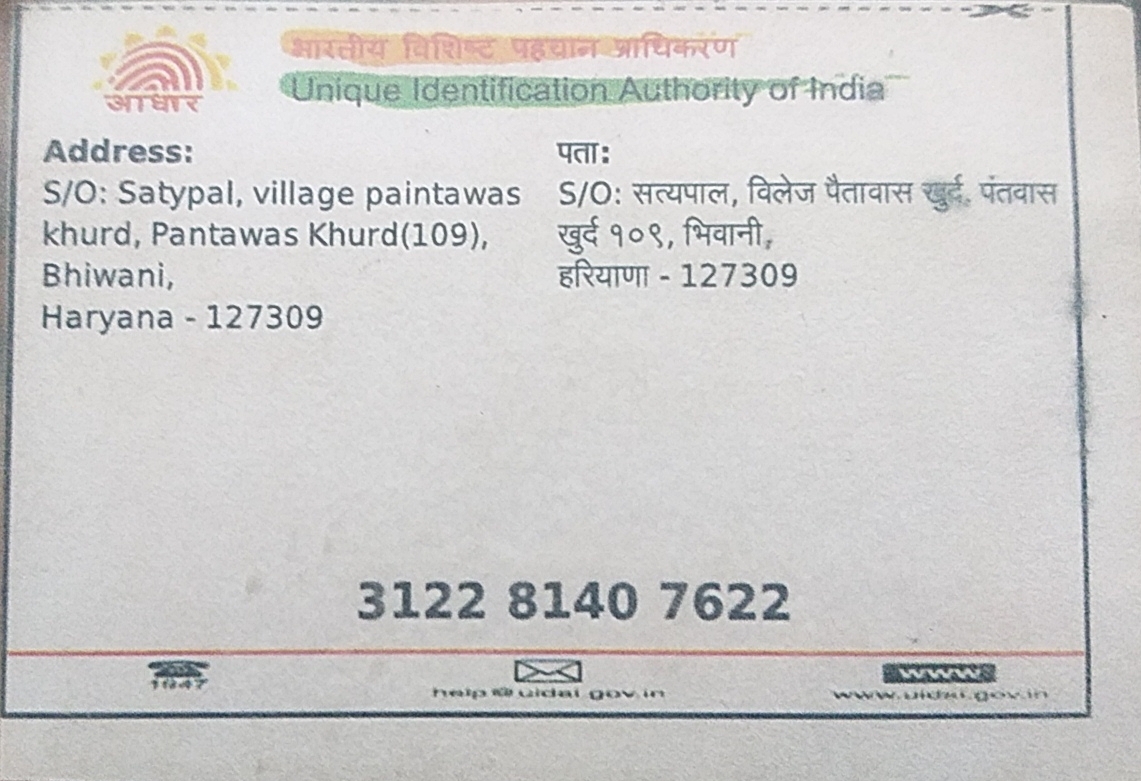 भारतीय विशिष्ट पहचान प्राधिकरण
Unique Identification Authority of India
आधार
Address:
S/O: Satypal, village paintawas
khurd, Pantawas Khurd(109),
Bhiwani,
Haryana - 127309
पता:
S/O: सत्यपाल, विलेज पैतावास खुर्द, पंतवास
खुर्द १०९, भिवानी,
हरियाणा - 127309
3122 8140 7622
1947
help@uidai.gov.in
www
www.uidai.gov.in